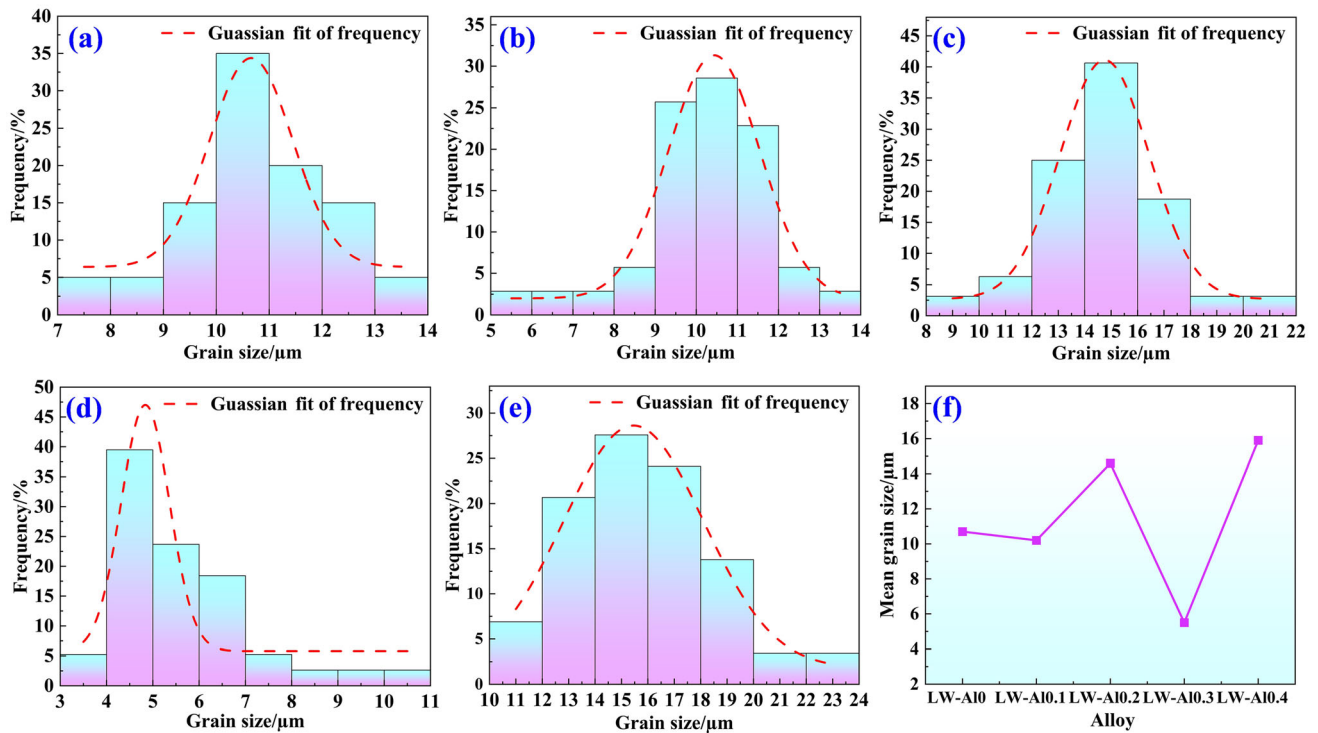 (a)
Guassian fit of frequency
Frequency/%
40
35
30
25
20
15
10
5
0
7 8 9 10 11 12 13 14
Grain size/µm
(b)
Guassian fit of frequency
Frequency/%
35
30
25
20
15
10
5
0
5 6 7 8 9 10 11 12 13 14
Grain size/µm
(c)
Guassian fit of frequency
Frequency/%
45
40
35
30
25
20
15
10
5
0
8 9 10 11 12 13 14 15 16 17 18 19 20 21 22
Grain size/µm
(d)
Guassian fit of frequency
Frequency/%
50
45
40
35
30
25
20
15
10
5
0
3 4 5 6 7 8 9 10 11
Grain size/µm
(e)
Guassian fit of frequency
Frequency/%
30
25
20
15
10
5
0
10 11 12 13 14 15 16 17 18 19 20 21 22 23 24
Grain size/µm
(f)
Mean grain size/µm
18
16
14
12
10
8
6
4
2
LW-Al0 LW-Al0.1 LW-Al0.2 LW-Al0.3 LW-Al0.4
Alloy